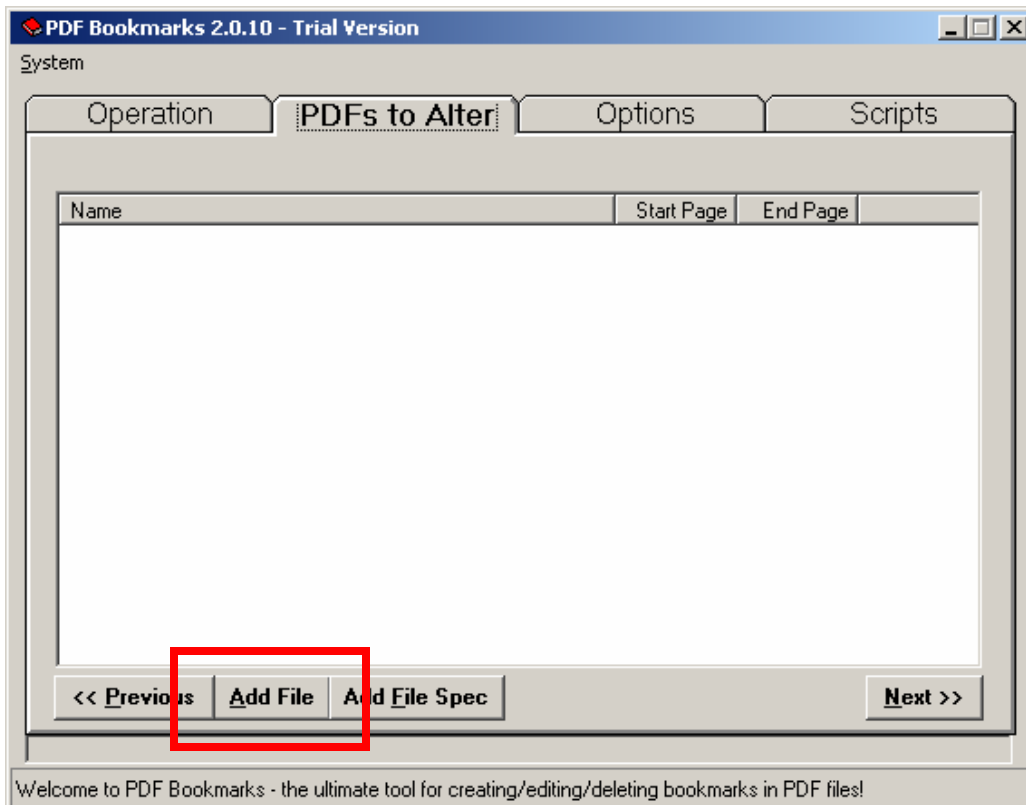 PDF Bookmarks 2.0.10 - Trial Version
System
Operation PDFs to Alter Options Scripts
Name Start Page End Page
<< Previous Add File Add File Spec Next >>
Welcome to PDF Bookmarks - the ultimate tool for creating/editing/deleting bookmarks in PDF files!